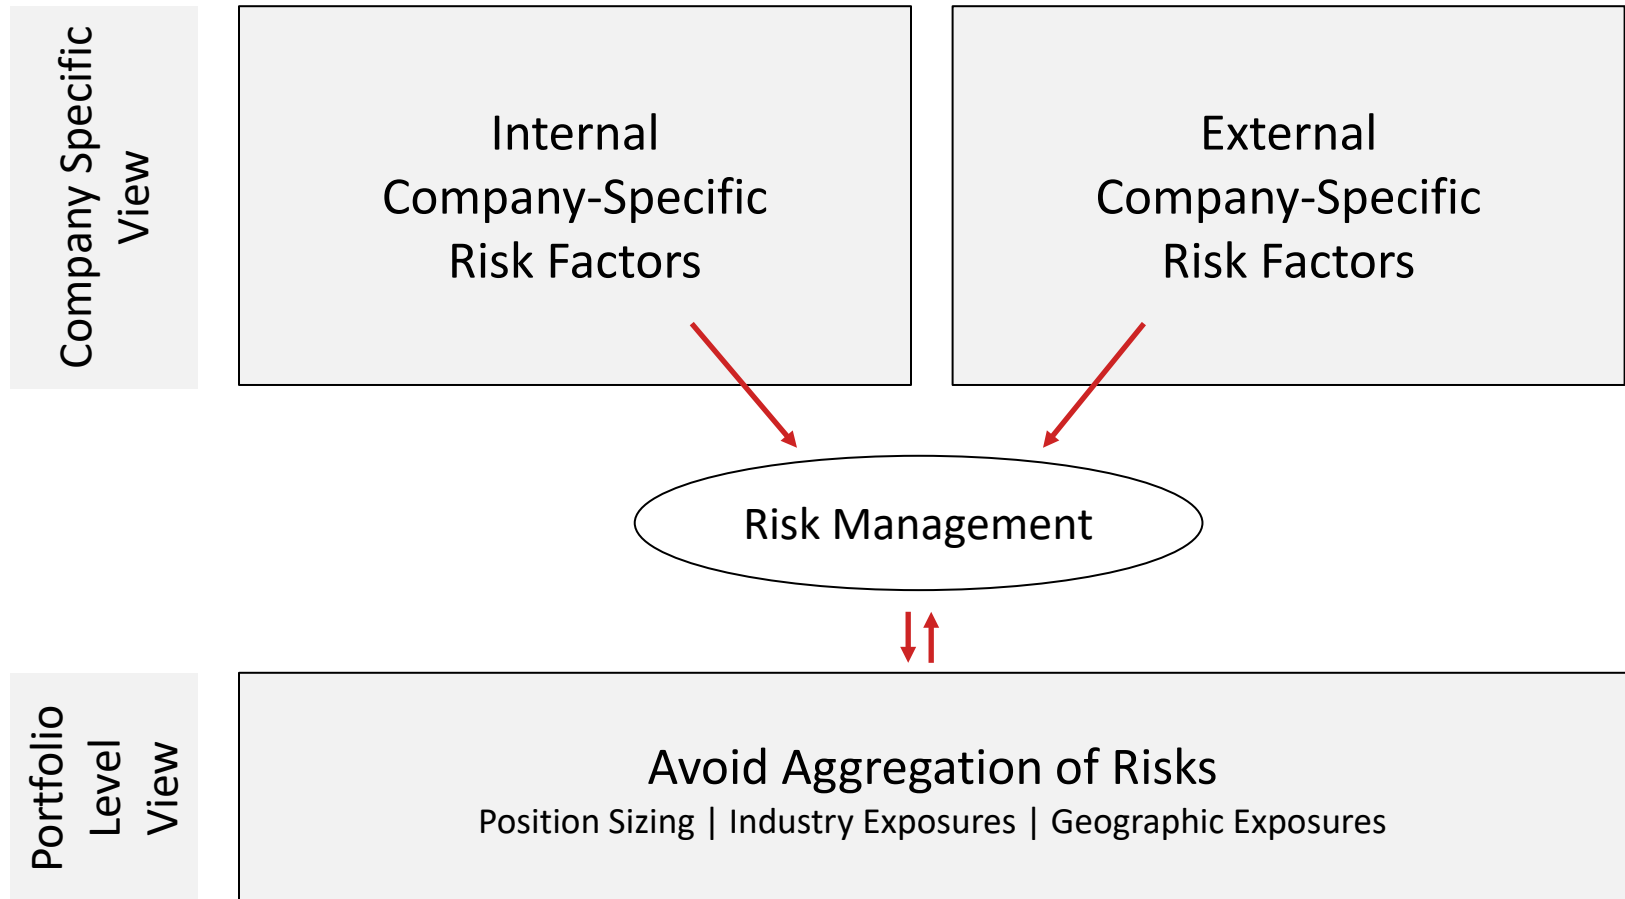 Company Specific
View
Internal
Company-Specific
Risk Factors
External
Company-Specific
Risk Factors
Risk Management
Portfolio
Level
View
Avoid Aggregation of Risks
Position Sizing | Industry Exposures | Geographic Exposures